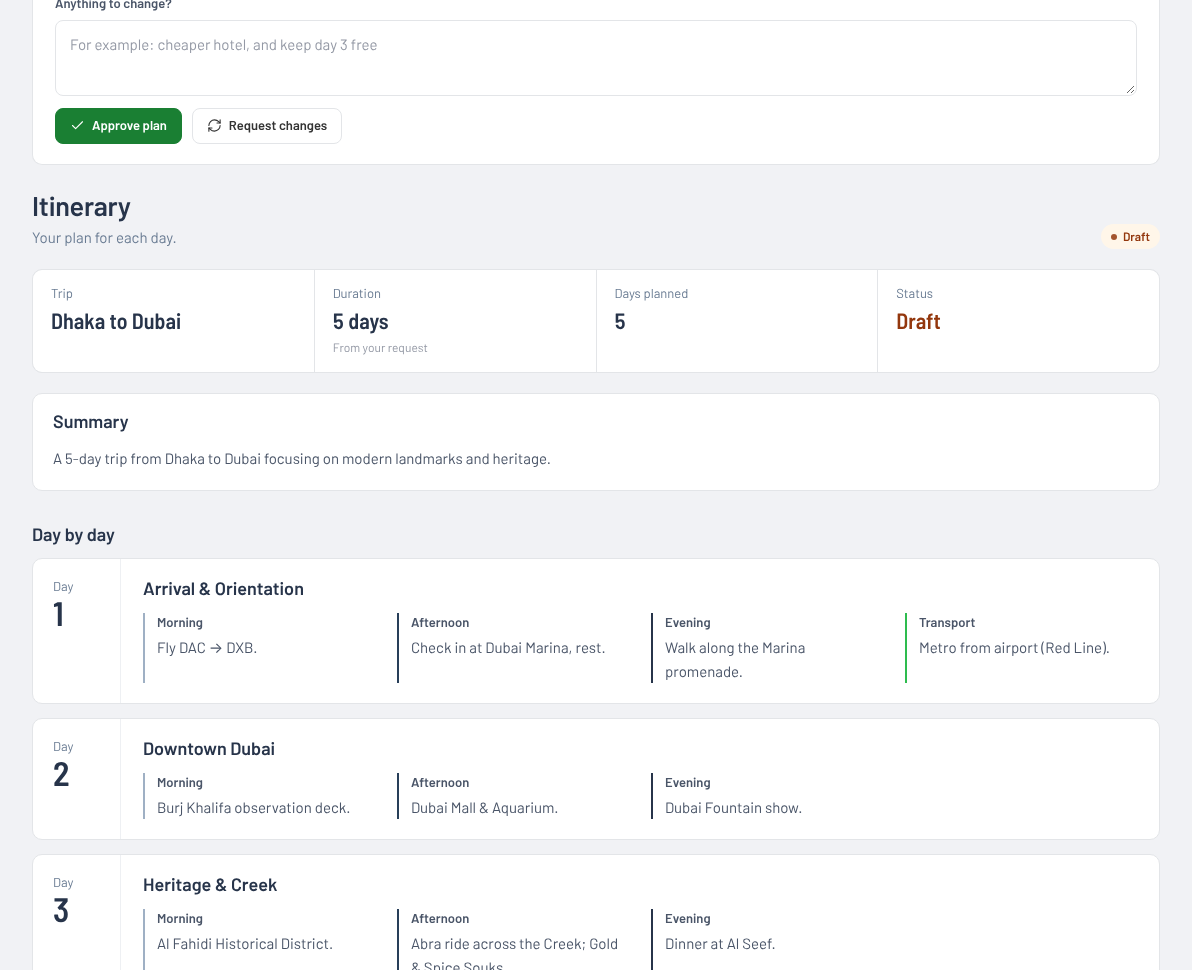 Anything to change?
For example: cheaper hotel, and keep day 3 free
Approve plan
Request changes
Itinerary
Your plan for each day.
Draft
Trip
Dhaka to Dubai
Duration
5 days
From your request
Days planned
5
Status
Draft
Summary
A 5-day trip from Dhaka to Dubai focusing on modern landmarks and heritage.
Day by day
Day
1
Arrival & Orientation
Morning
Fly DAC → DXB.
Afternoon
Check in at Dubai Marina, rest.
Evening
Walk along the Marina
promenade.
Transport
Metro from airport (Red Line).
Day
2
Downtown Dubai
Morning
Burj Khalifa observation deck.
Afternoon
Dubai Mall & Aquarium.
Evening
Dubai Fountain show.
Day
3
Heritage & Creek
Morning
Al Fahidi Historical District.
Afternoon
Abra ride across the Creek; Gold
& Spice Souks
Evening
Dinner at Al Seef.